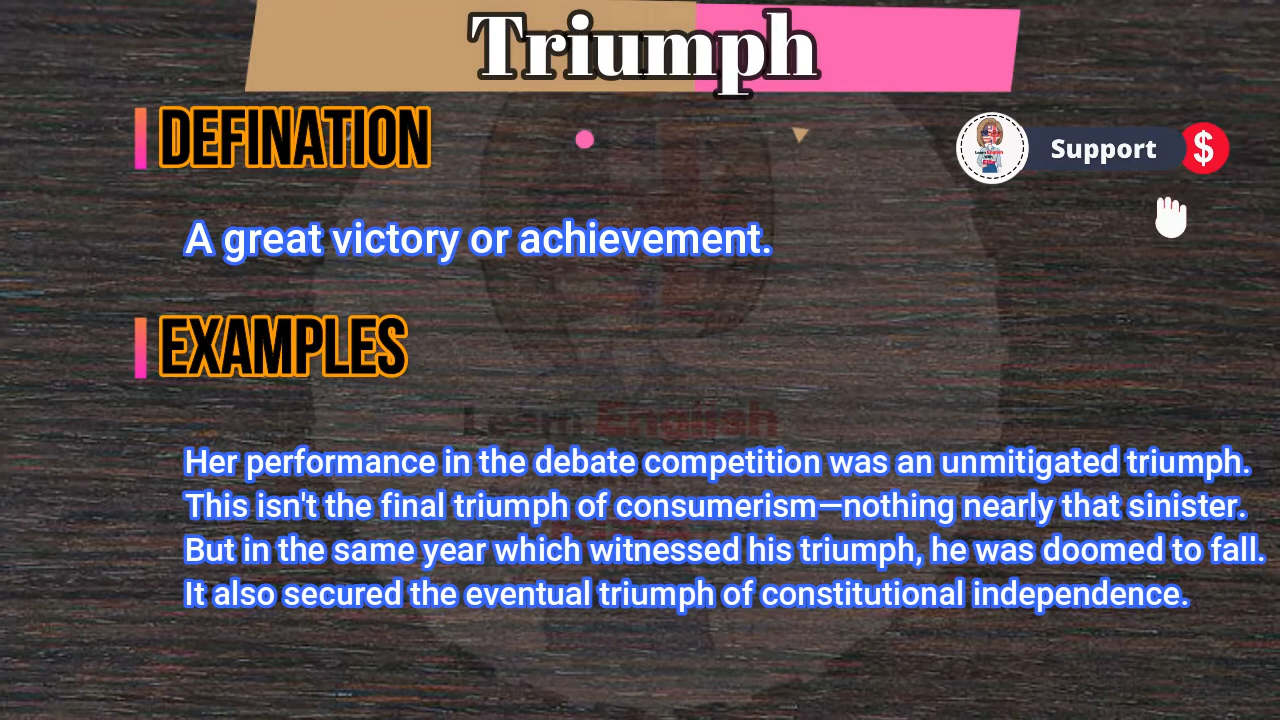 Triumph
DEFINATION
Support
$
A great victory or achievement.
EXAMPLES
Learn English
Her performance in the debate competition was an unmitigated triumph.
This isn't the final triumph of consumerism—nothing nearly that sinister.
But in the same year which witnessed his triumph, he was doomed to fall.
It also secured the eventual triumph of constitutional independence.